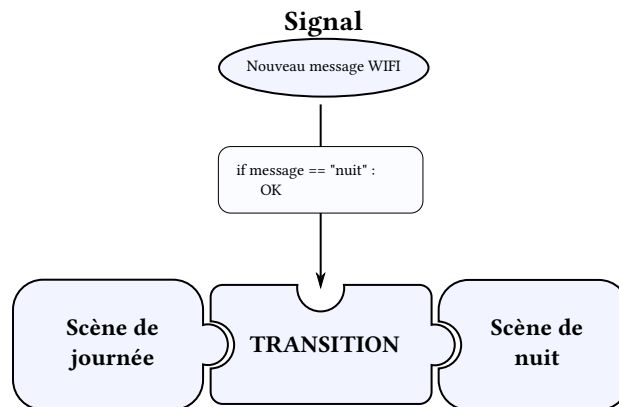 Signal
Nouveau message WIFI
if message == "nuit" :
OK
Scène de
journée
TRANSITION
Scène de
nuit